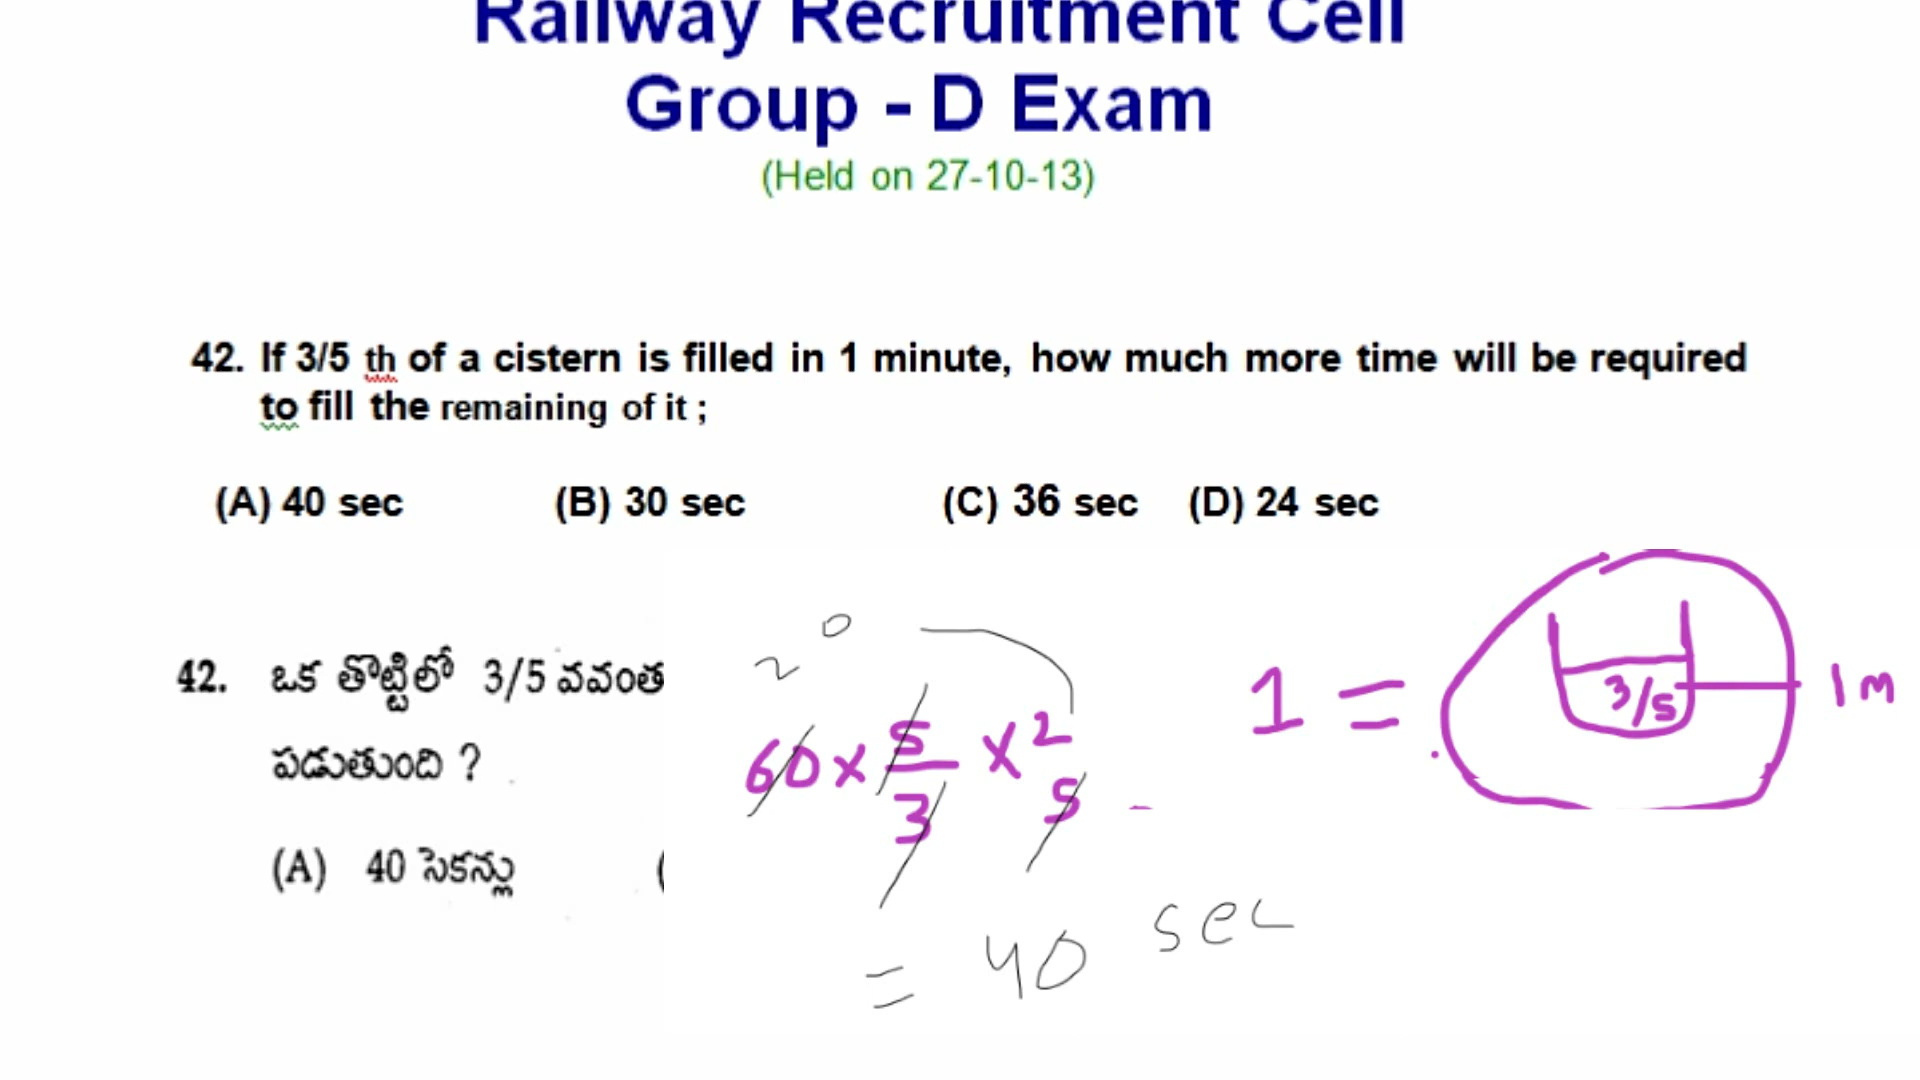 Railway Recruitment Cell
Group - D Exam
(Held on 27-10-13)
42. If 3/5 th of a cistern is filled in 1 minute, how much more time will be required
to fill the remaining of it ;
(A) 40 sec (B) 30 sec (C) 36 sec (D) 24 sec
42. ఒక తొట్టిలో 3/5 వవంత
పడుతుంది ?
(A) 40 సెకన్లు (
20
60 x 5/3 x 2/5
= 40 sec
1 = 3/5 1m